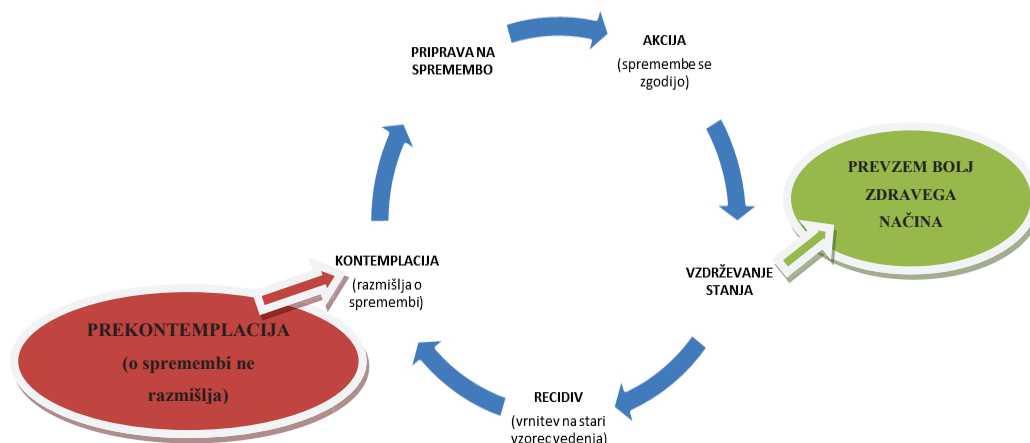 PRIPRAVA NA
SPREMEMBO
AKCIJA
(spremembe se
zgodijo)
PREVZEM BOLJ
ZDRAVEGA
NAČINA
VZDRŽEVANJE
STANJA
RECIDIV
(vrnitev na stari
vzorec vedenja)
KONTEMPLACIJA
(razmišlja o
spremembi)
PREKONTEMPLACIJA
(o spremembi ne
razmišlja)